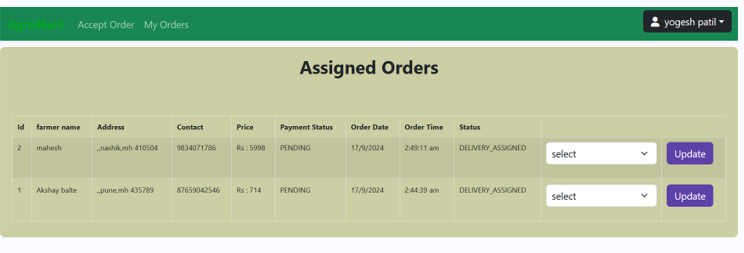 AgroMart Accept Order My Orders yogesh patil
Assigned Orders
Id farmer name Address Contact Price Payment Status Order Date Order Time Status
2 mahesh ,,nashik,mh 410504 9834071786 Rs : 5998 PENDING 17/9/2024 2:49:11 am DELIVERY_ASSIGNED select Update
1 Akshay balte ,,pune,mh 435789 87659042546 Rs : 714 PENDING 17/9/2024 2:44:39 am DELIVERY_ASSIGNED select Update